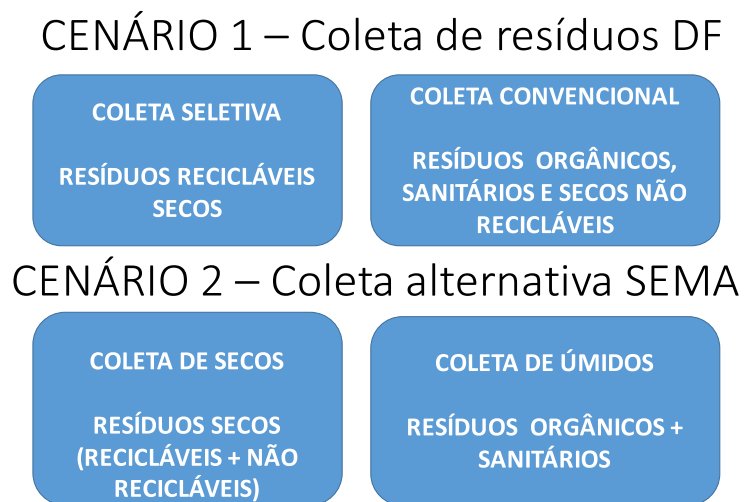 CENÁRIO 1 – Coleta de resíduos DF
COLETA SELETIVA
RESÍDUOS RECICLÁVEIS
SECOS
COLETA CONVENCIONAL
RESÍDUOS ORGÂNICOS,
SANITÁRIOS E SECOS NÃO
RECICLÁVEIS
CENÁRIO 2 – Coleta alternativa SEMA
COLETA DE SECOS
RESÍDUOS SECOS
(RECICLÁVEIS + NÃO
RECICLÁVEIS)
COLETA DE ÚMIDOS
RESÍDUOS ORGÂNICOS +
SANITÁRIOS